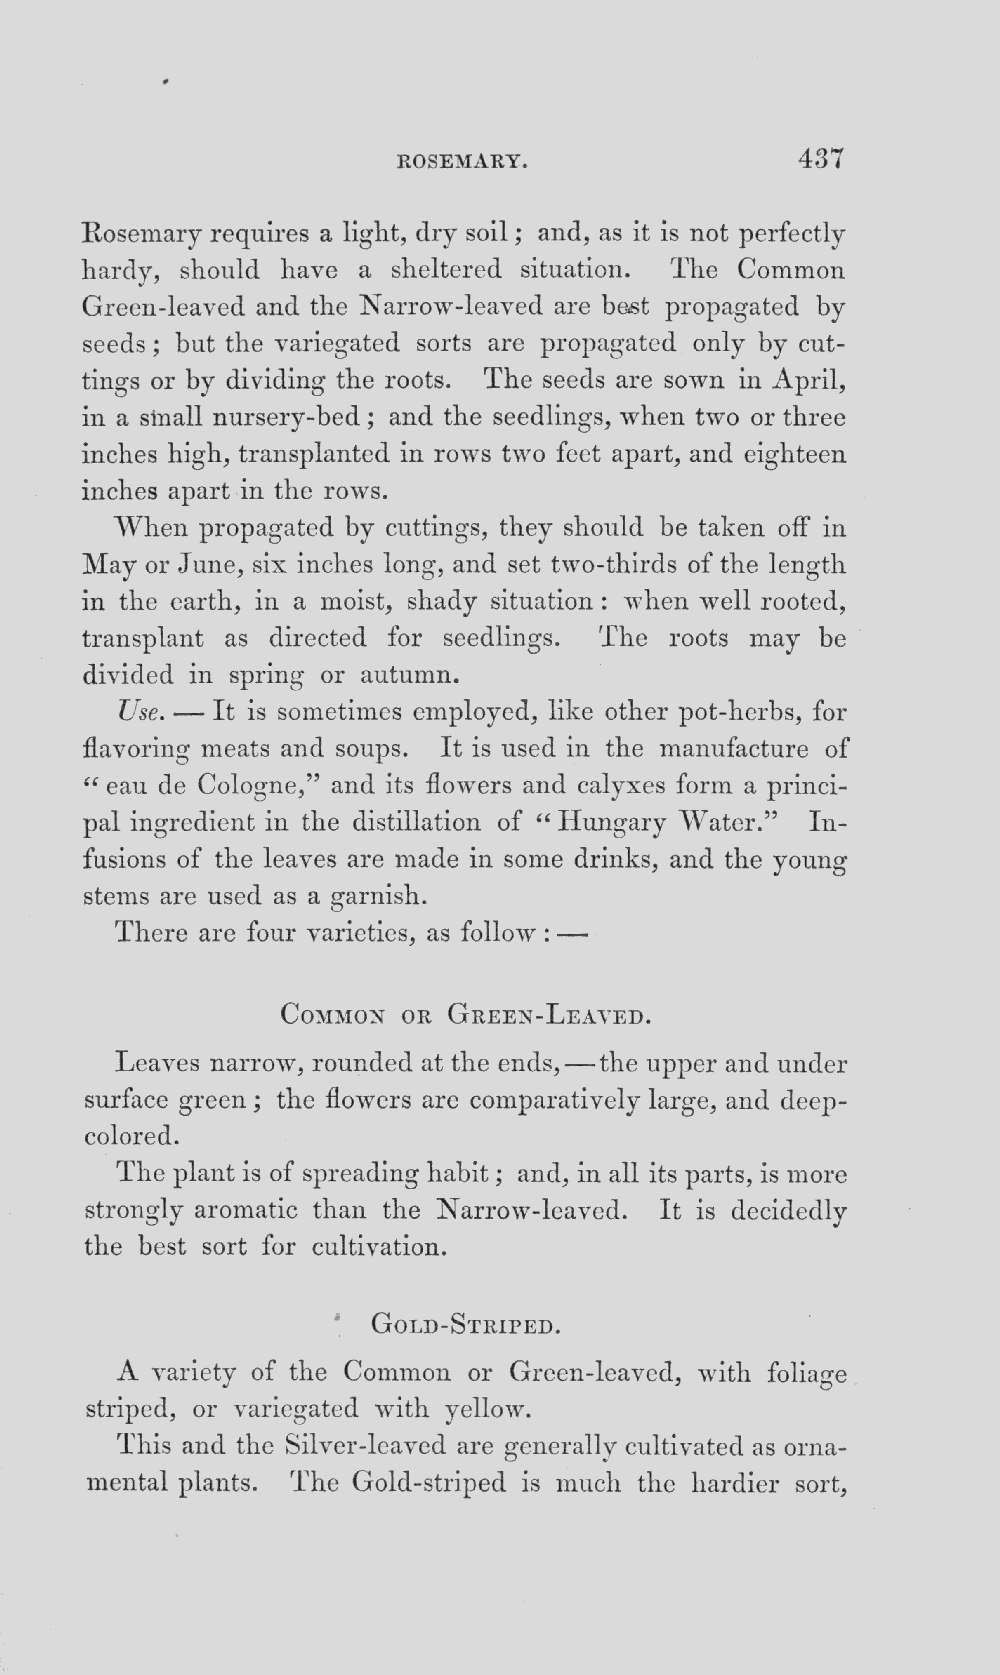 ROSEMARY. 437
Rosemary requires a light, dry soil; and, as it is not perfectly
hardy, should have a sheltered situation. The Common
Green-leaved and the Narrow-leaved are best propagated by
seeds; but the variegated sorts are propagated only by cut-
tings or by dividing the roots. The seeds are sown in April,
in a small nursery-bed; and the seedlings, when two or three
inches high, transplanted in rows two feet apart, and eighteen
inches apart in the rows.
When propagated by cuttings, they should be taken off in
May or June, six inches long, and set two-thirds of the length
in the earth, in a moist, shady situation: when well rooted,
transplant as directed for seedlings. The roots may be
divided in spring or autumn.
Use. — It is sometimes employed, like other pot-herbs, for
flavoring meats and soups. It is used in the manufacture of
“eau de Cologne,” and its flowers and calyxes form a princi-
pal ingredient in the distillation of “Hungary Water.” In-
fusions of the leaves are made in some drinks, and the young
stems are used as a garnish.
There are four varieties, as follow: —
COMMON OR GREEN-LEAVED.
Leaves narrow, rounded at the ends, — the upper and under
surface green; the flowers are comparatively large, and deep-
colored.
The plant is of spreading habit; and, in all its parts, is more
strongly aromatic than the Narrow-leaved. It is decidedly
the best sort for cultivation.
GOLD-STRIPED.
A variety of the Common or Green-leaved, with foliage
striped, or variegated with yellow.
This and the Silver-leaved are generally cultivated as orna-
mental plants. The Gold-striped is much the hardier sort,